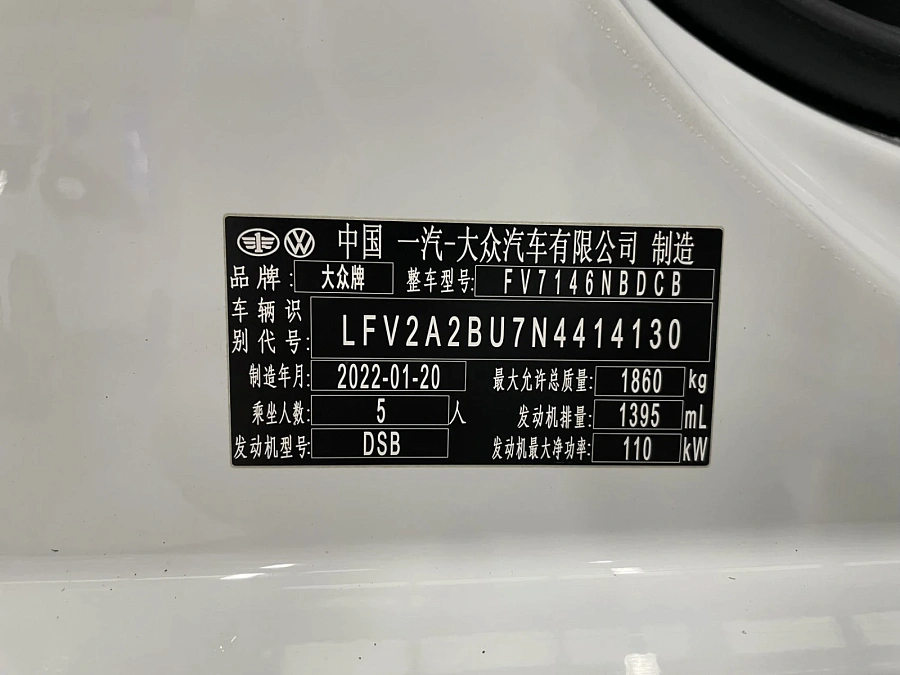 中国 一汽-大众汽车有限公司 制造
品牌: 大众牌 整车型号: FV7146NBDCB
车辆识别代号: LFV2A2BU7N4414130
制造年月: 2022-01-20 最大允许总质量: 1860 kg
乘坐人数: 5 人 发动机排量: 1395 mL
发动机型号: DSB 发动机最大净功率: 110 kW